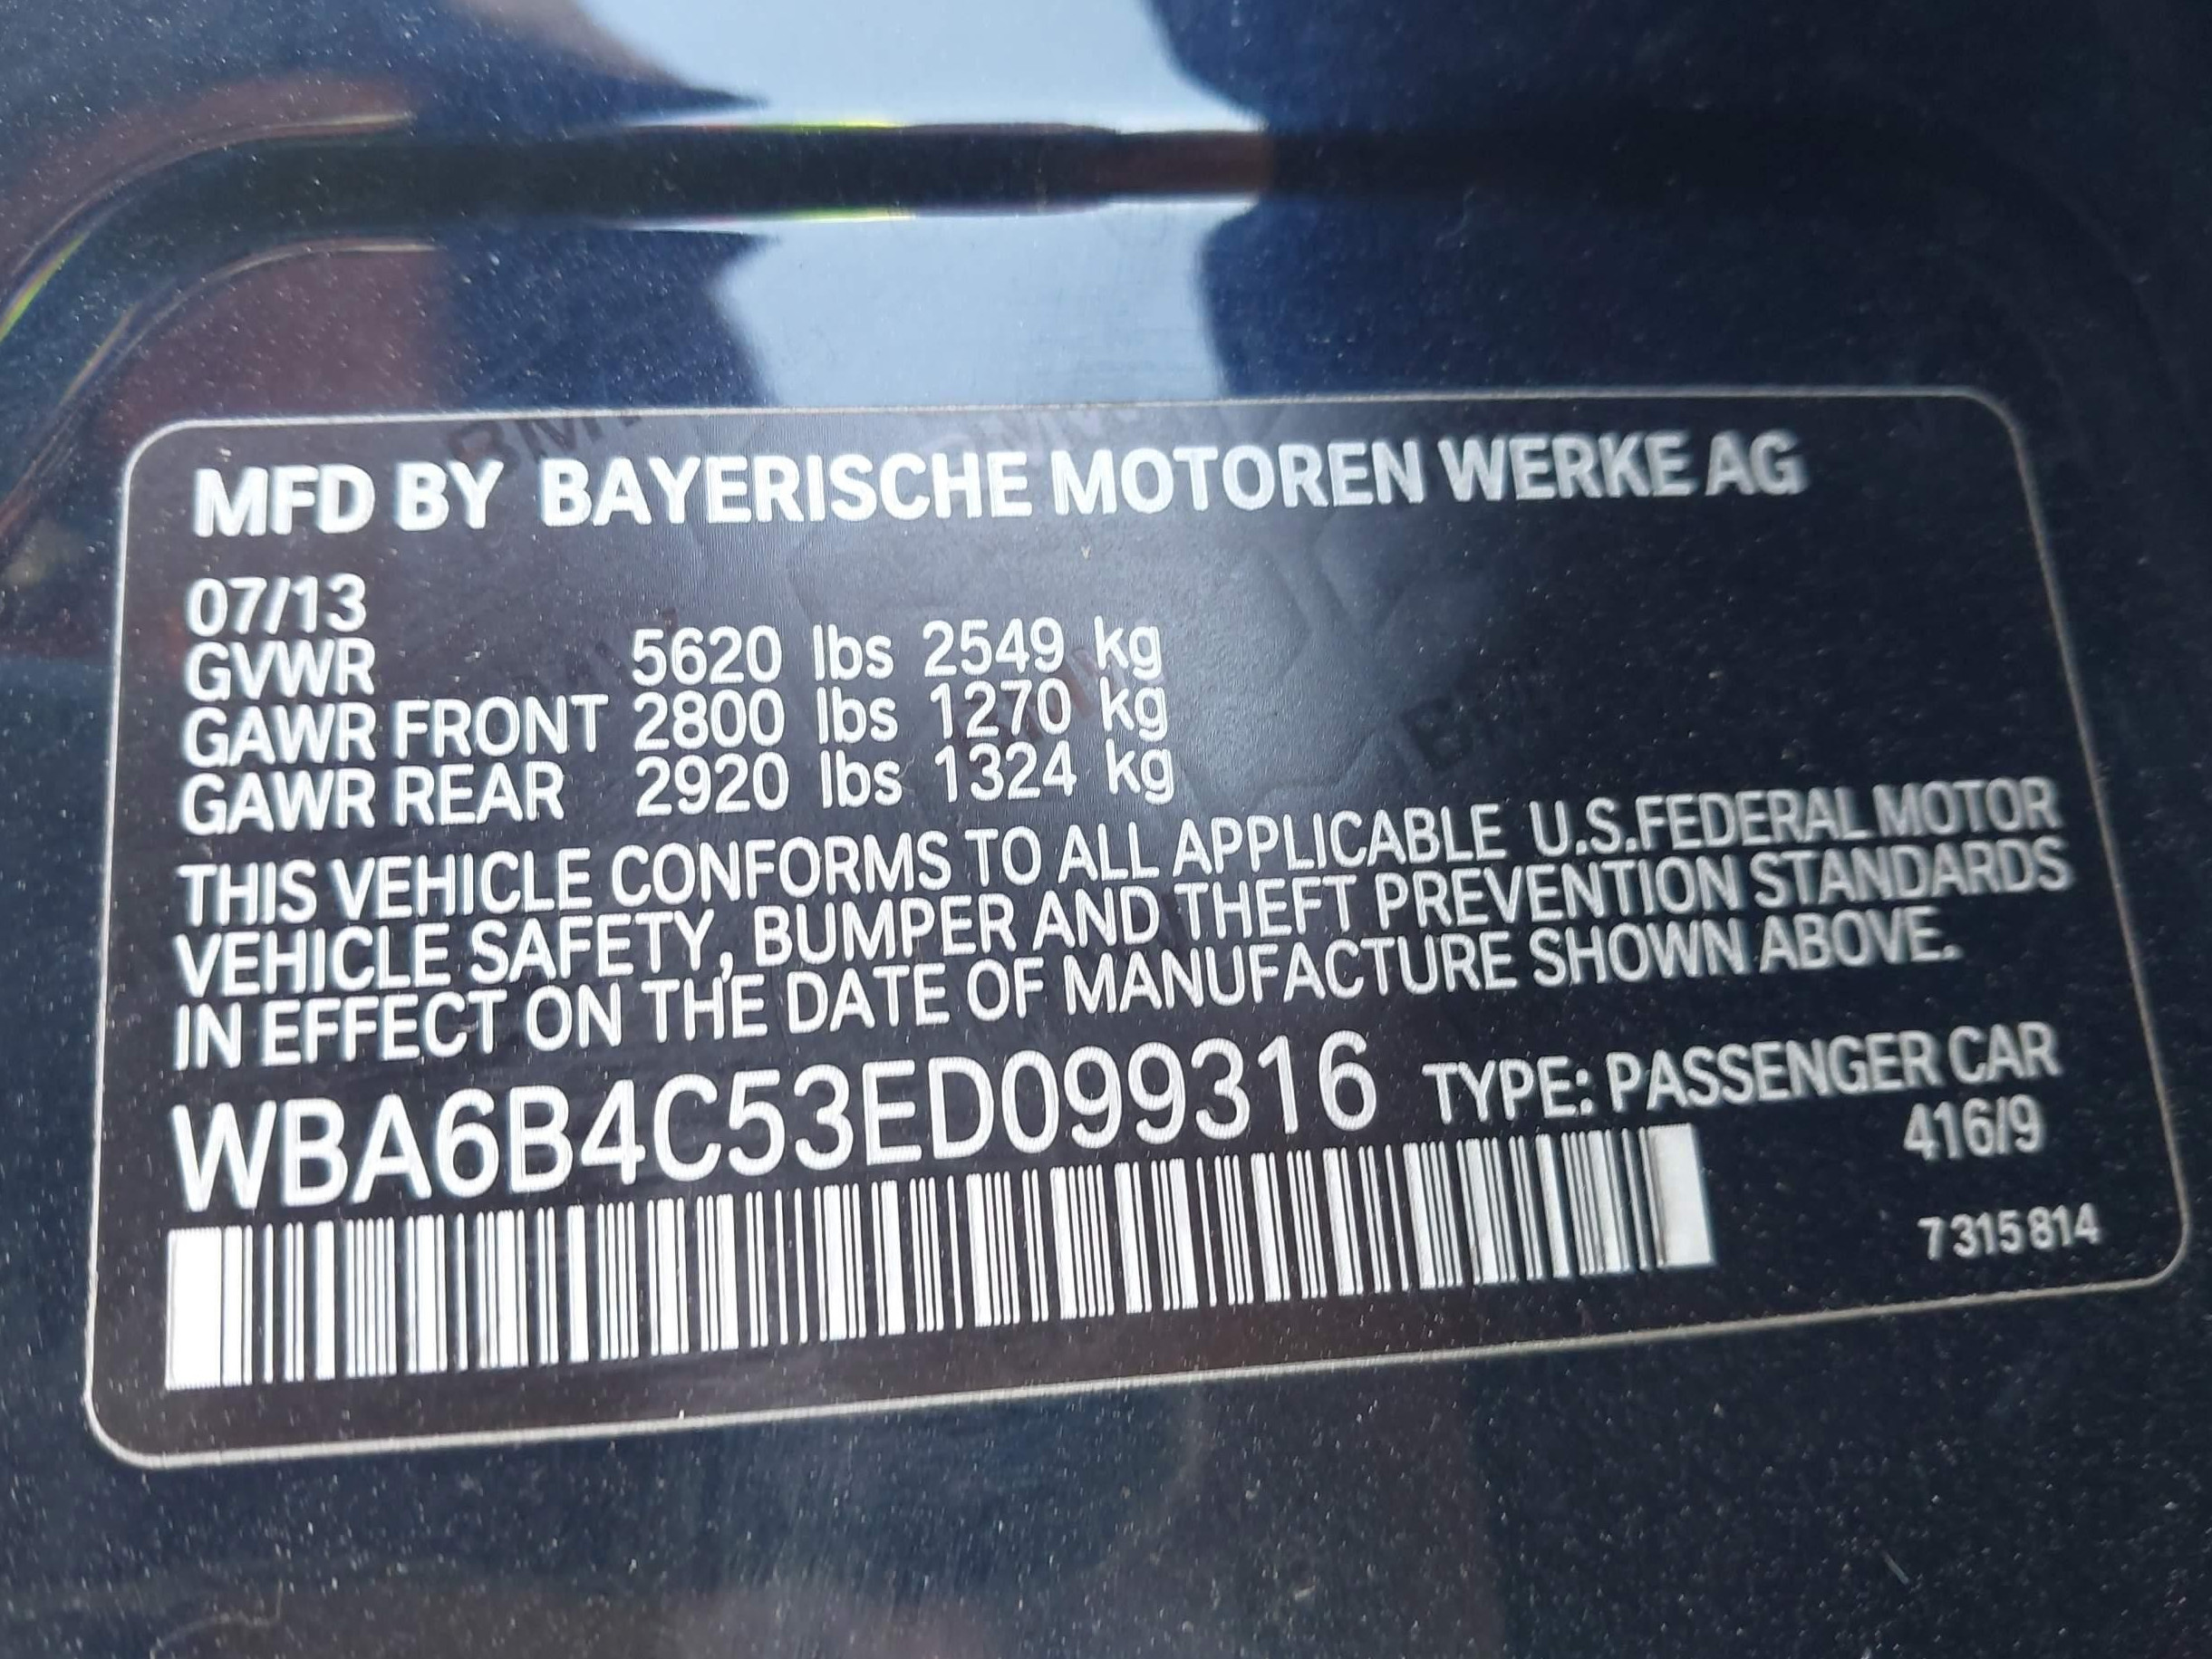 MFD BY BAYERISCHE MOTOREN WERKE AG
07/13
GVWR 5620 lbs 2549 kg
GAWR FRONT 2800 lbs 1270 kg
GAWR REAR 2920 lbs 1324 kg
THIS VEHICLE CONFORMS TO ALL APPLICABLE U.S.FEDERAL MOTOR
VEHICLE SAFETY, BUMPER AND THEFT PREVENTION STANDARDS
IN EFFECT ON THE DATE OF MANUFACTURE SHOWN ABOVE.
WBA6B4C53ED099316 TYPE: PASSENGER CAR
416/9
7 315 814